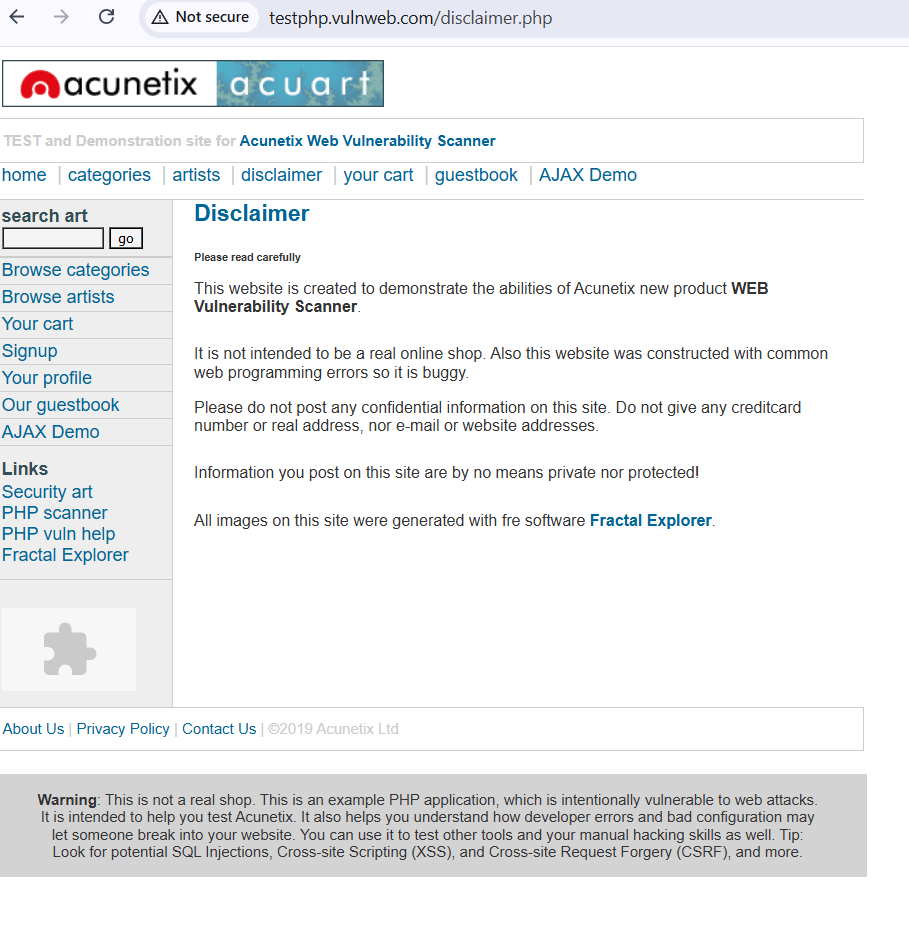 Not secure testphp.vulnweb.com/disclaimer.php
acunetix acuart
TEST and Demonstration site for Acunetix Web Vulnerability Scanner
home | categories | artists | disclaimer | your cart | guestbook | AJAX Demo
search art
go
Browse categories
Browse artists
Your cart
Signup
Your profile
Our guestbook
AJAX Demo
Links
Security art
PHP scanner
PHP vuln help
Fractal Explorer
Disclaimer
Please read carefully
This website is created to demonstrate the abilities of Acunetix new product WEB
Vulnerability Scanner.
It is not intended to be a real online shop. Also this website was constructed with common
web programming errors so it is buggy.
Please do not post any confidential information on this site. Do not give any creditcard
number or real address, nor e-mail or website addresses.
Information you post on this site are by no means private nor protected!
All images on this site were generated with fre software Fractal Explorer.
About Us | Privacy Policy | Contact Us | ©2019 Acunetix Ltd
Warning: This is not a real shop. This is an example PHP application, which is intentionally vulnerable to web attacks.
It is intended to help you test Acunetix. It also helps you understand how developer errors and bad configuration may
let someone break into your website. You can use it to test other tools and your manual hacking skills as well. Tip:
Look for potential SQL Injections, Cross-site Scripting (XSS), and Cross-site Request Forgery (CSRF), and more.